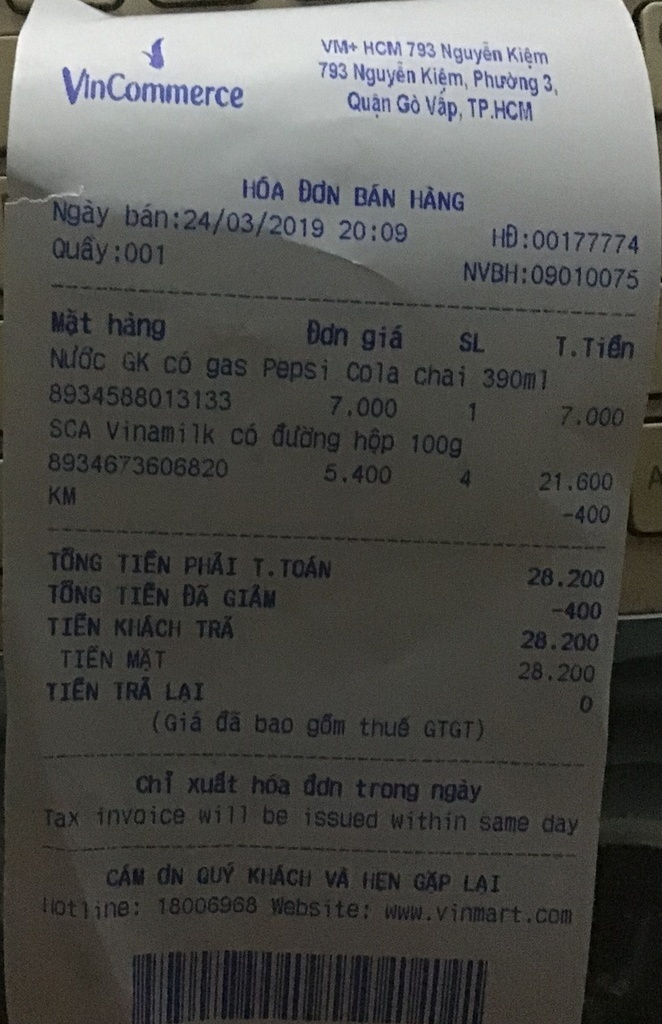 VinCommerce
VM+ HCM 793 Nguyễn Kiệm
793 Nguyễn Kiệm, Phường 3,
Quận Gò Vấp, TP.HCM
HÓA ĐƠN BÁN HÀNG
Ngày bán:24/03/2019 20:09 HĐ:00177774
Quầy:001 NVBH:09010075
Mặt hàng Đơn giá SL T.Tiền
Nước GK có gas Pepsi Cola chai 390ml
8934588013133 7.000 1 7.000
SCA Vinamilk có đường hộp 100g
8934673606820 5.400 4 21.600
KM -400
TỔNG TIỀN PHẢI T.TOÁN 28.200
TỔNG TIỀN ĐÃ GIẢM -400
TIỀN KHÁCH TRẢ 28.200
TIỀN MẶT 28.200
TIỀN TRẢ LẠI 0
(Giá đã bao gồm thuế GTGT)
Chỉ xuất hóa đơn trong ngày
Tax invoice will be issued within same day
CẢM ƠN QUÝ KHÁCH VÀ HẸN GẶP LẠI
Hotline: 18006968 Website: www.vinmart.com